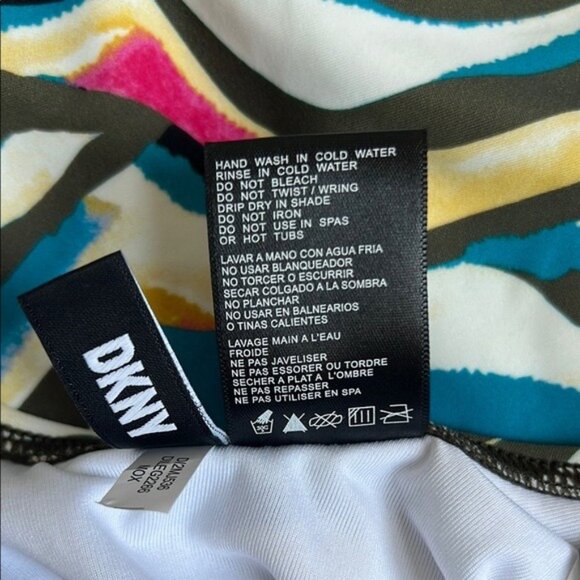 HAND WASH IN COLD WATER
RINSE IN COLD WATER
DO NOT BLEACH
DO NOT TWIST / WRING
DRIP DRY IN SHADE
DO NOT IRON
DO NOT USE IN SPAS
OR HOT TUBS
LAVAR A MANO CON AGUA FRIA
NO USAR BLANQUEADOR
NO TORCER O ESCURRIR
SECAR COLGADO A LA SOMBRA
NO PLANCHAR
NO USAR EN BALNEARIOS
O TINAS CALIENTES
LAVAGE MAIN A L'EAU
FROIDE
NE PAS JAVELISER
NE PAS ESSORER OU TORDRE
SECHER A PLAT A L'OMBRE
NE PAS REPASSER
NE PAS UTILISER EN SPA
DKNY
DI2MJ536
DLEG2266
MOX